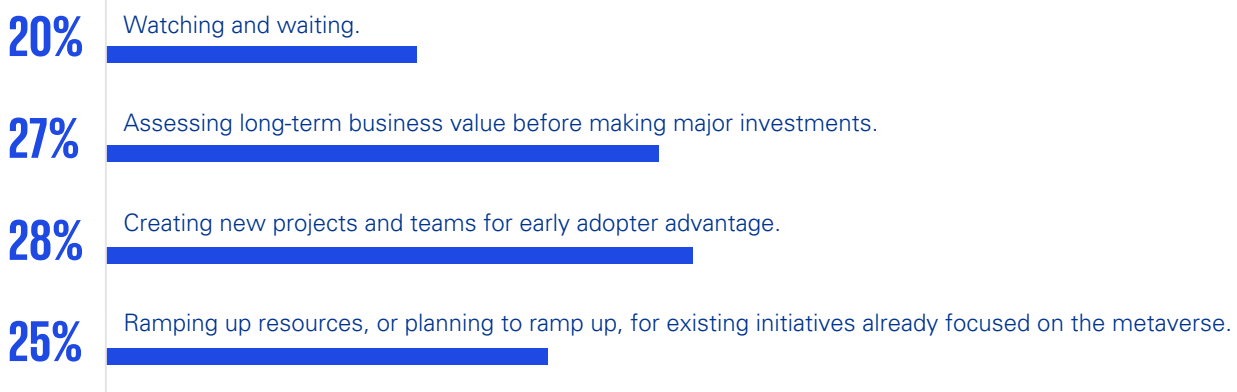 20%
Watching and waiting.
27%
Assessing long-term business value before making major investments.
28%
Creating new projects and teams for early adopter advantage.
25%
Ramping up resources, or planning to ramp up, for existing initiatives already focused on the metaverse.